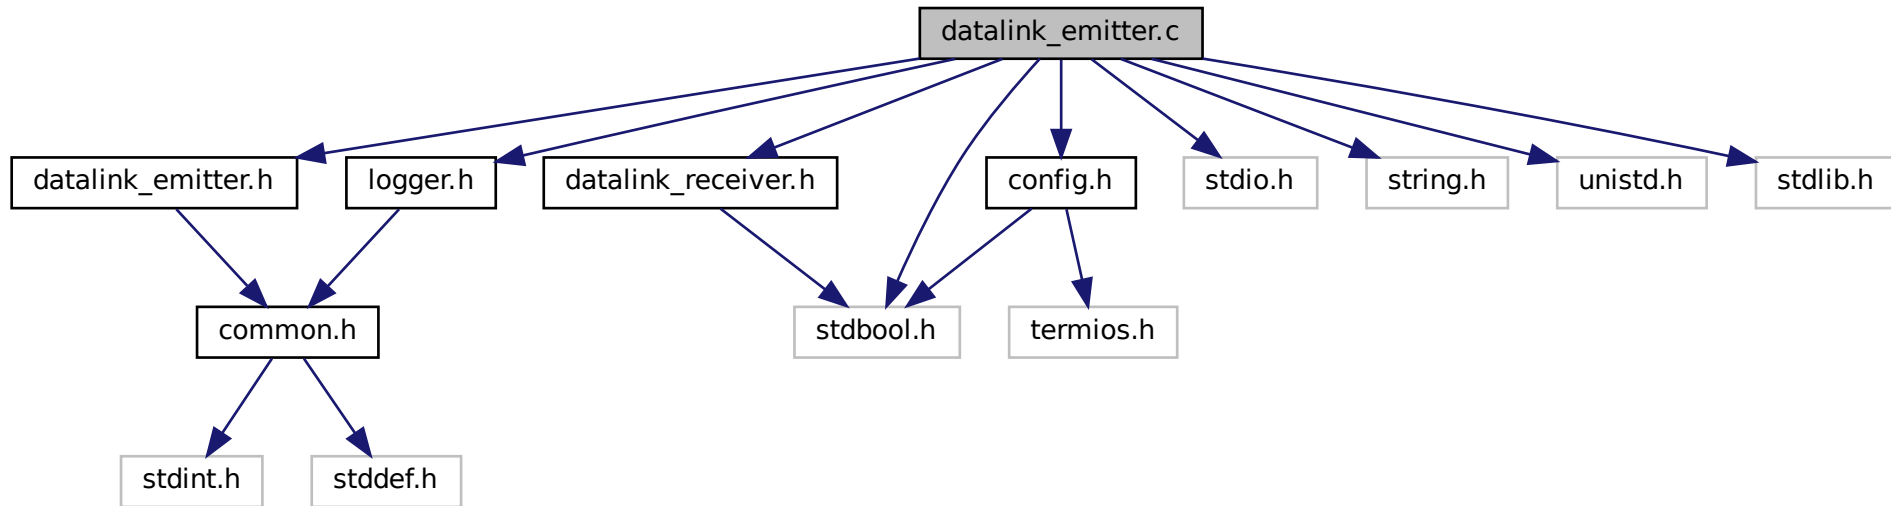 datalink_emitter.c
datalink_emitter.h
logger.h
datalink_receiver.h
config.h
stdio.h
string.h
unistd.h
stdlib.h
common.h
stdbool.h
termios.h
stdint.h
stddef.h